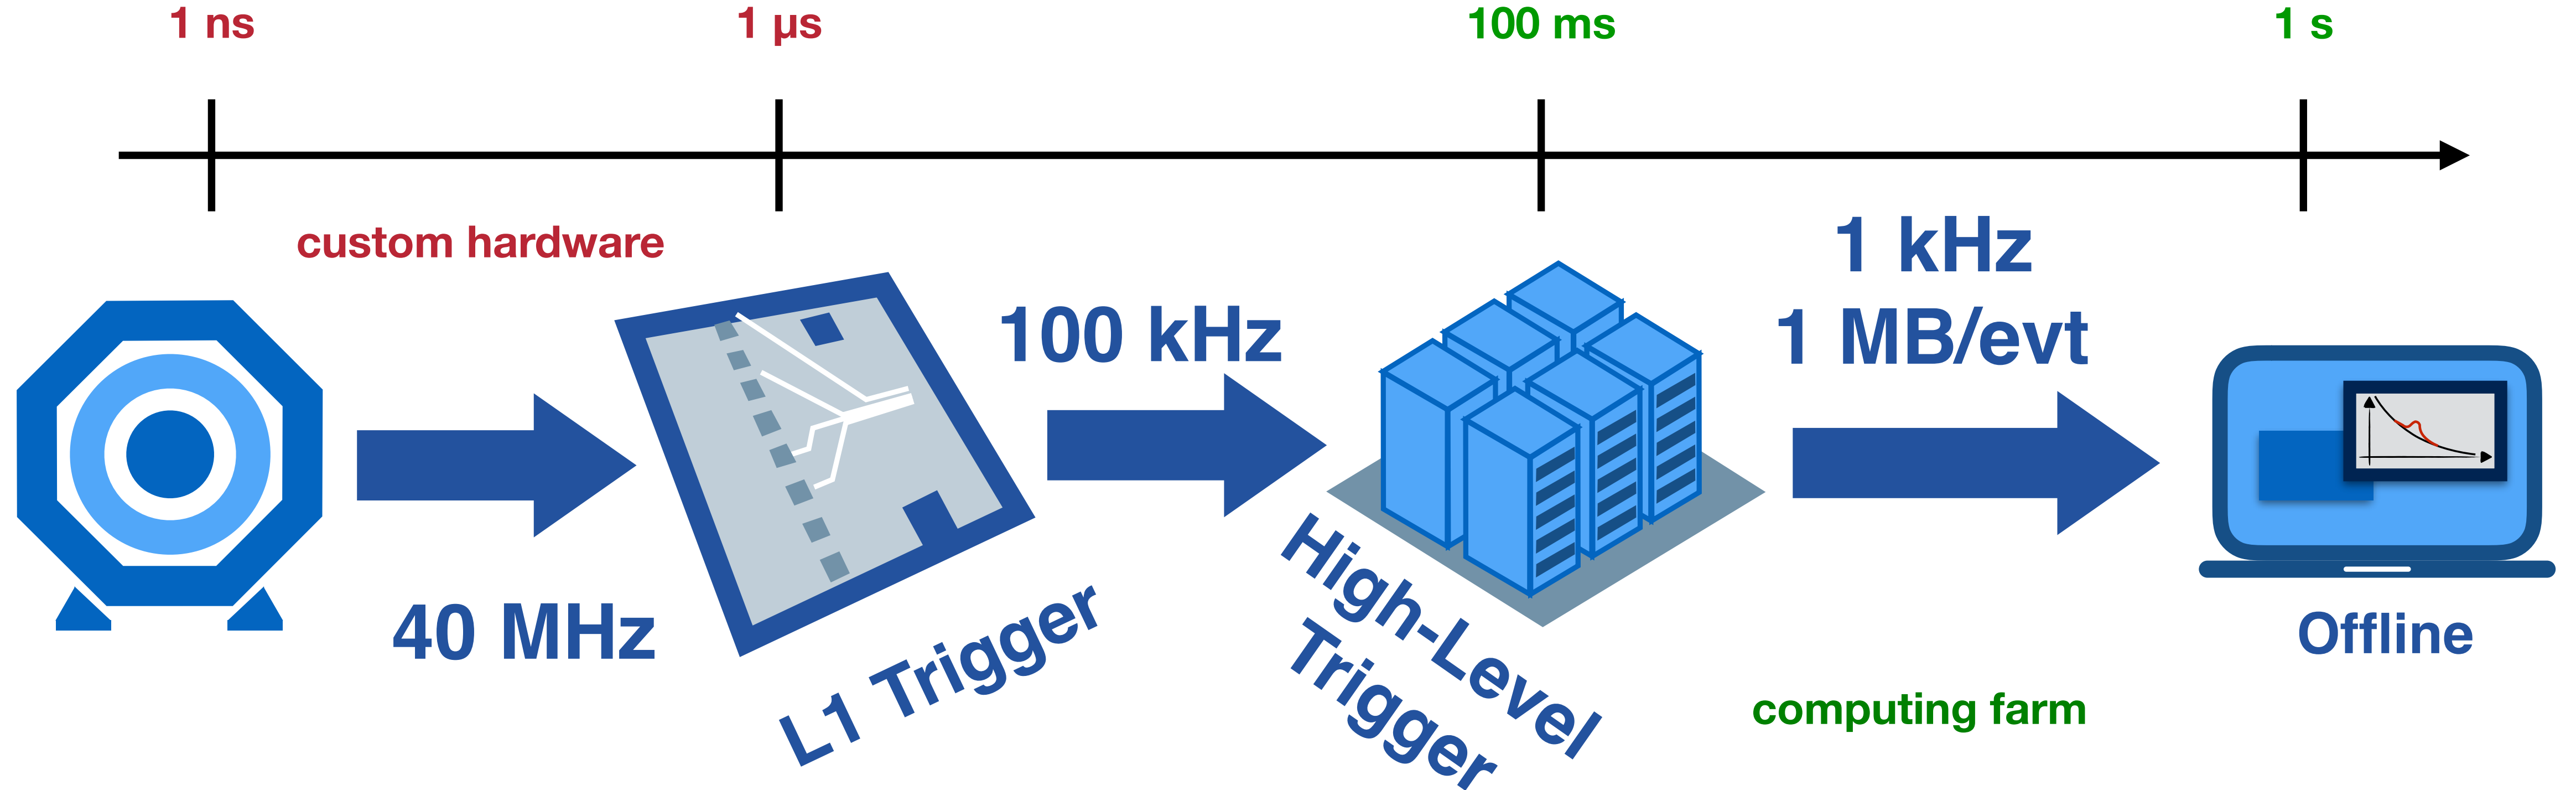 1 ns
1 µs
100 ms
1 s
custom hardware
40 MHz
L1 Trigger
100 kHz
High-Level
Trigger
1 kHz
1 MB/evt
computing farm
Offline